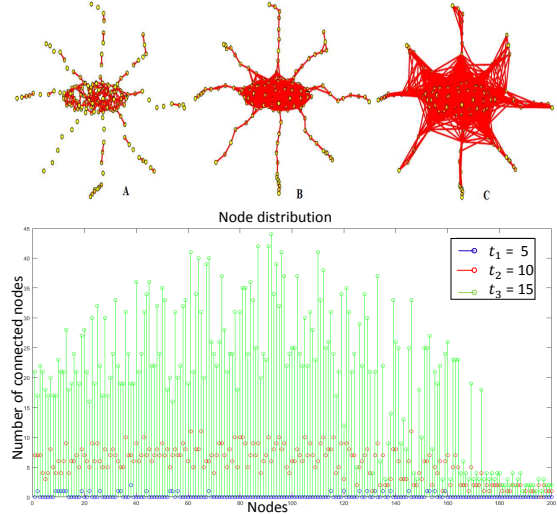 A
B
C
Node distribution
Number of connected nodes
45
40
35
30
25
20
15
10
5
0
t₁ = 5
t₂ = 10
t₃ = 15
0 20 40 60 80 100 120 140 160 180 200
Nodes